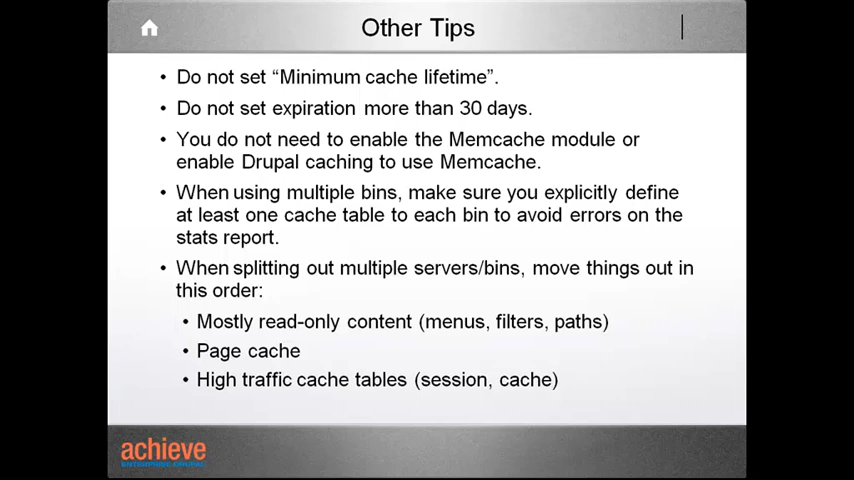 Other Tips
• Do not set “Minimum cache lifetime”.
• Do not set expiration more than 30 days.
• You do not need to enable the Memcache module or
enable Drupal caching to use Memcache.
• When using multiple bins, make sure you explicitly define
at least one cache table to each bin to avoid errors on the
stats report.
• When splitting out multiple servers/bins, move things out in
this order:
• Mostly read-only content (menus, filters, paths)
• Page cache
• High traffic cache tables (session, cache)
achieve
ENTERPRISE DRUPAL